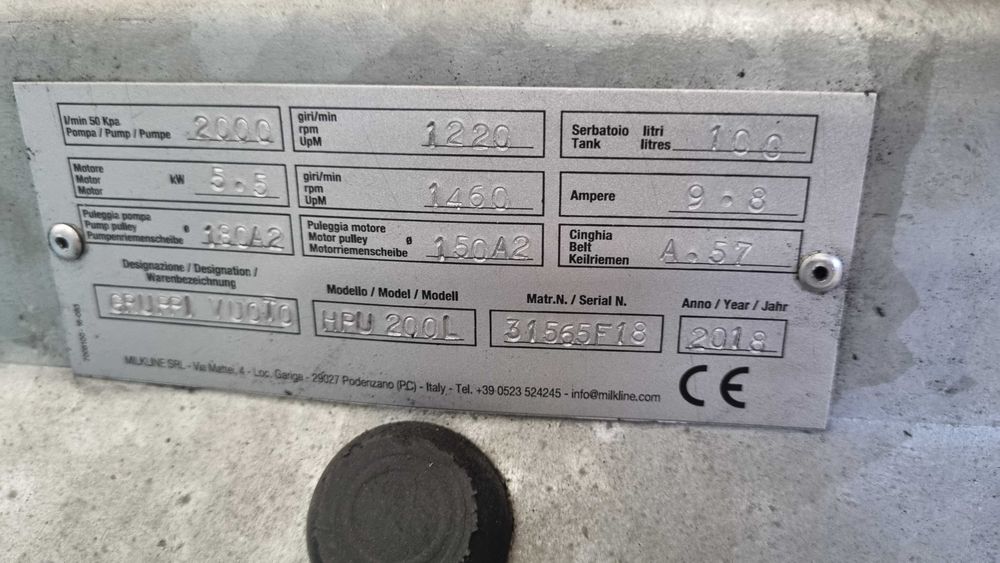 l/min 50 Kpa
Pompa / Pump / Pumpe
2000
giri/min
rpm
UpM
1220
Serbatoio litri
Tank litres
100
Motore
Motor
Motor
kW
5.5
giri/min
rpm
UpM
1460
Ampere
9.8
Puleggia pompa
Pump pulley ø
Pumpenriemenscheibe
180A2
Puleggia motore
Motor pulley ø
Motorriemenscheibe
150A2
Cinghia
Belt
Keilriemen
A.57
Designazione / Designation /
Warenbezeichnung
GRUPPI VUOTO
Modello / Model / Modell
HPU 200L
Matr.N. / Serial N.
31565F18
Anno / Year / Jahr
2018
MILKLINE SRL - Via Mattei, 4 - Loc. Gariga - 29027 Podenzano (PC) - Italy - Tel. +39 0523 524245 - info@milkline.com
CE